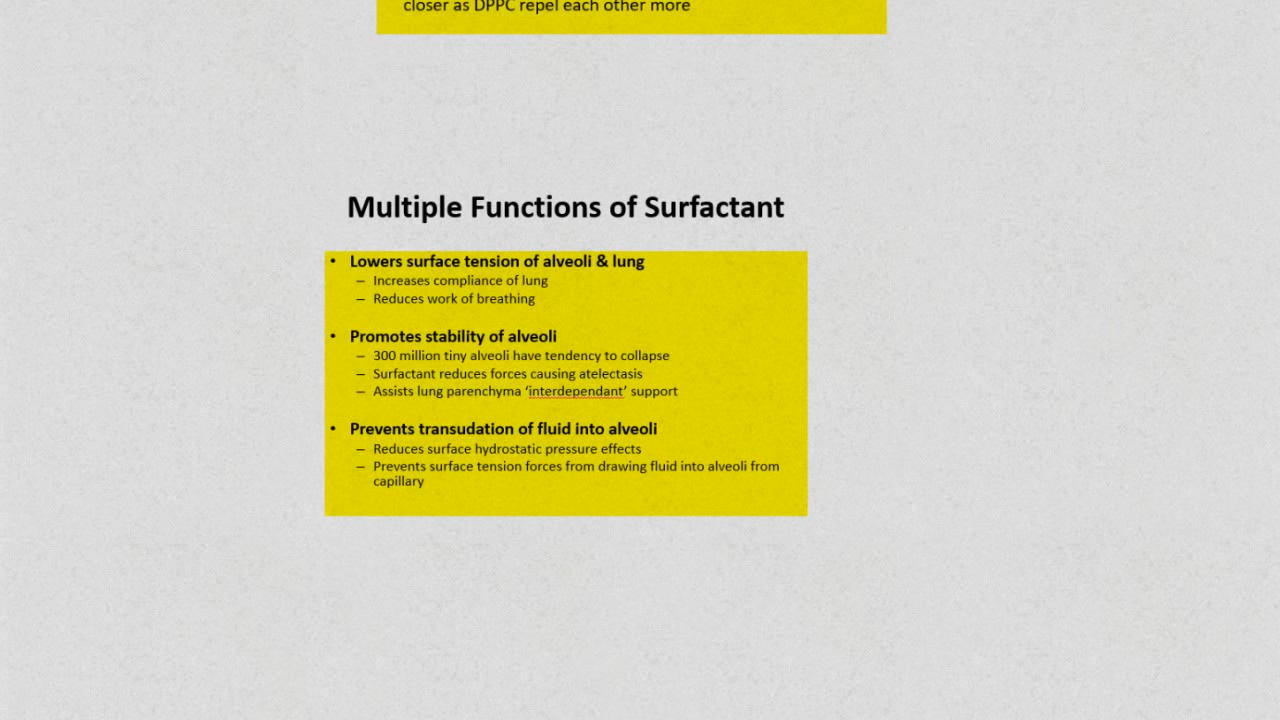 closer as DPPC repel each other more
Multiple Functions of Surfactant
• Lowers surface tension of alveoli & lung
– Increases compliance of lung
– Reduces work of breathing
• Promotes stability of alveoli
– 300 million tiny alveoli have tendency to collapse
– Surfactant reduces forces causing atelectasis
– Assists lung parenchyma ‘interdependant’ support
• Prevents transudation of fluid into alveoli
– Reduces surface hydrostatic pressure effects
– Prevents surface tension forces from drawing fluid into alveoli from
capillary